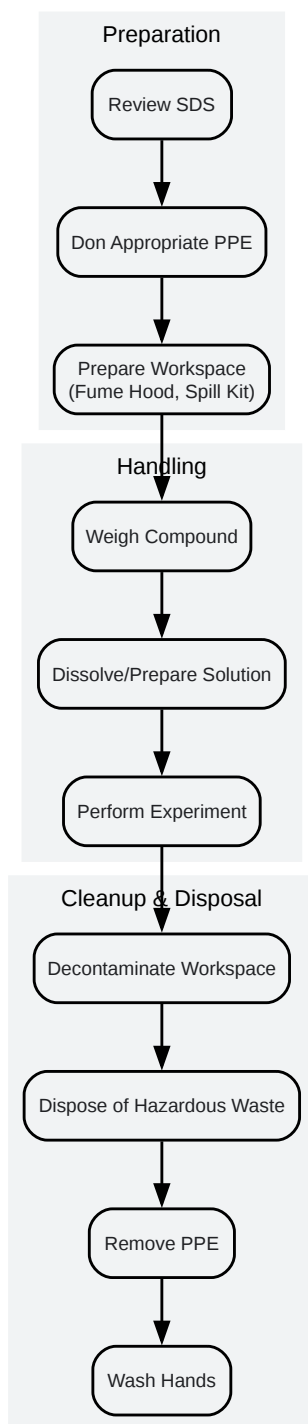 Preparation
Review SDS
Don Appropriate PPE
Prepare Workspace
(Fume Hood, Spill Kit)
Handling
Weigh Compound
Dissolve/Prepare Solution
Perform Experiment
Cleanup & Disposal
Decontaminate Workspace
Dispose of Hazardous Waste
Remove PPE
Wash Hands